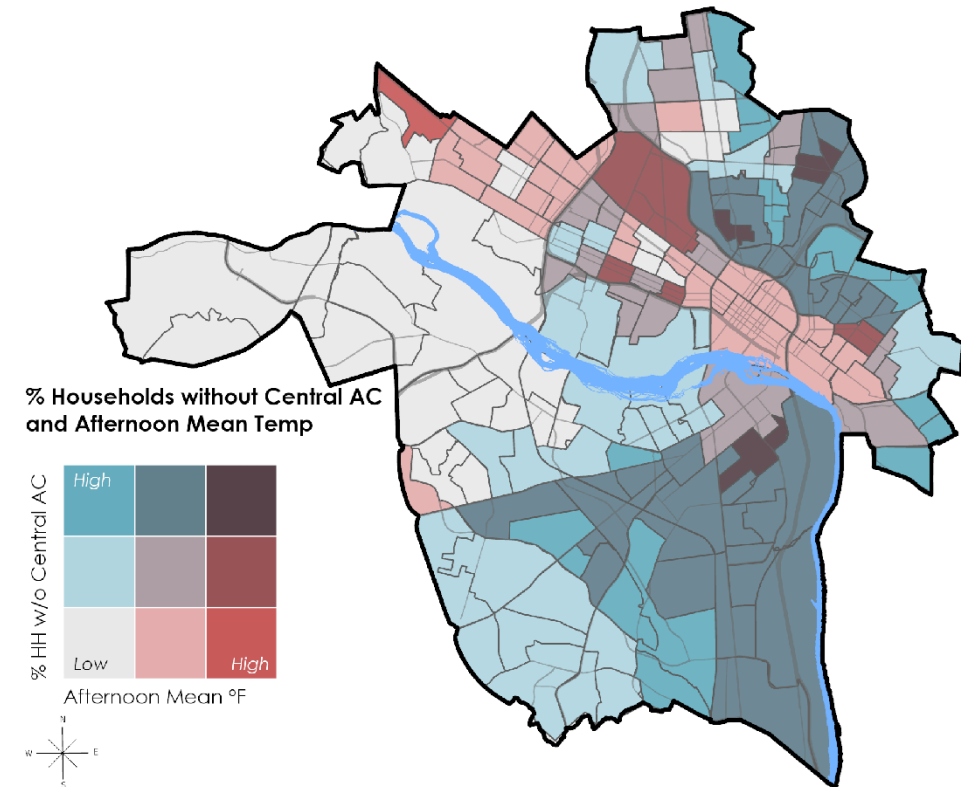 % Households without Central AC
and Afternoon Mean Temp
High
% HH w/o Central AC
Low
High
Afternoon Mean °F
N
W
E
S